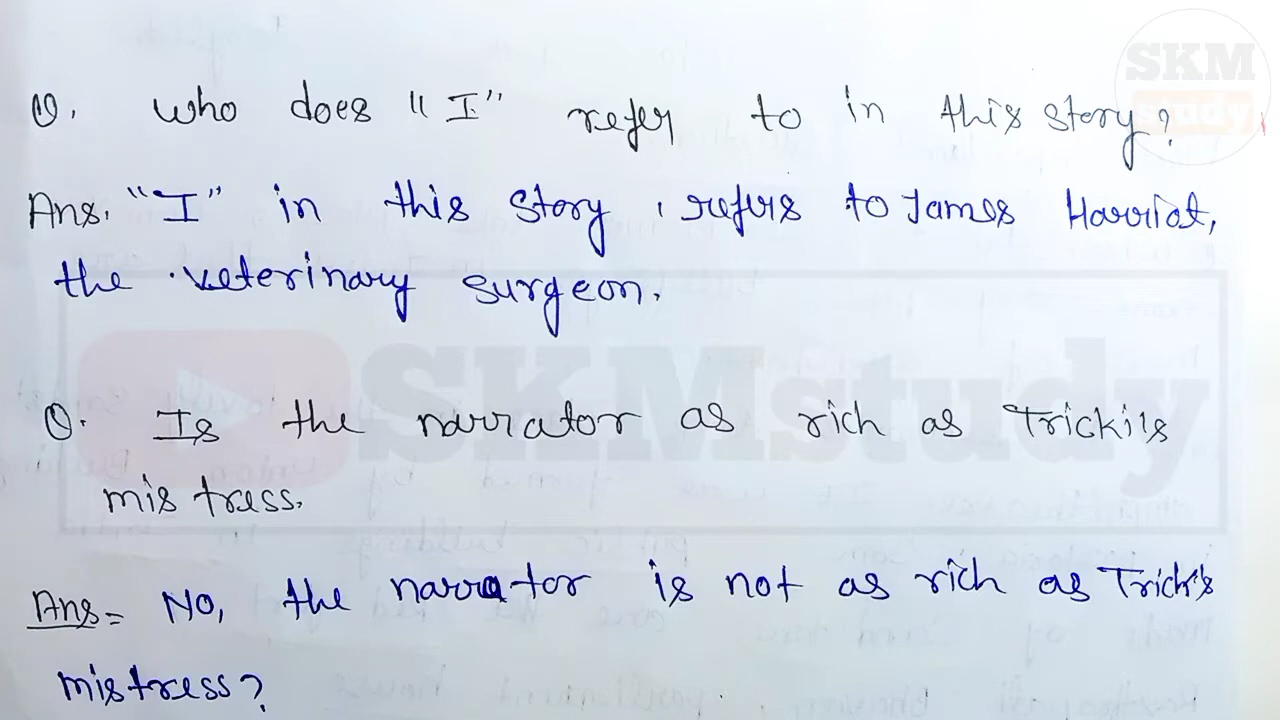 SKM
study
Q. Who does "I" refer to in this story?
Ans. "I" in this story, refers to James Harriot,
the veterinary surgeon.
SKMstudy
Q. Is the narrator as rich as Tricki's
mistress.
Ans= No, the narrator is not as rich as Trick's
mistress?